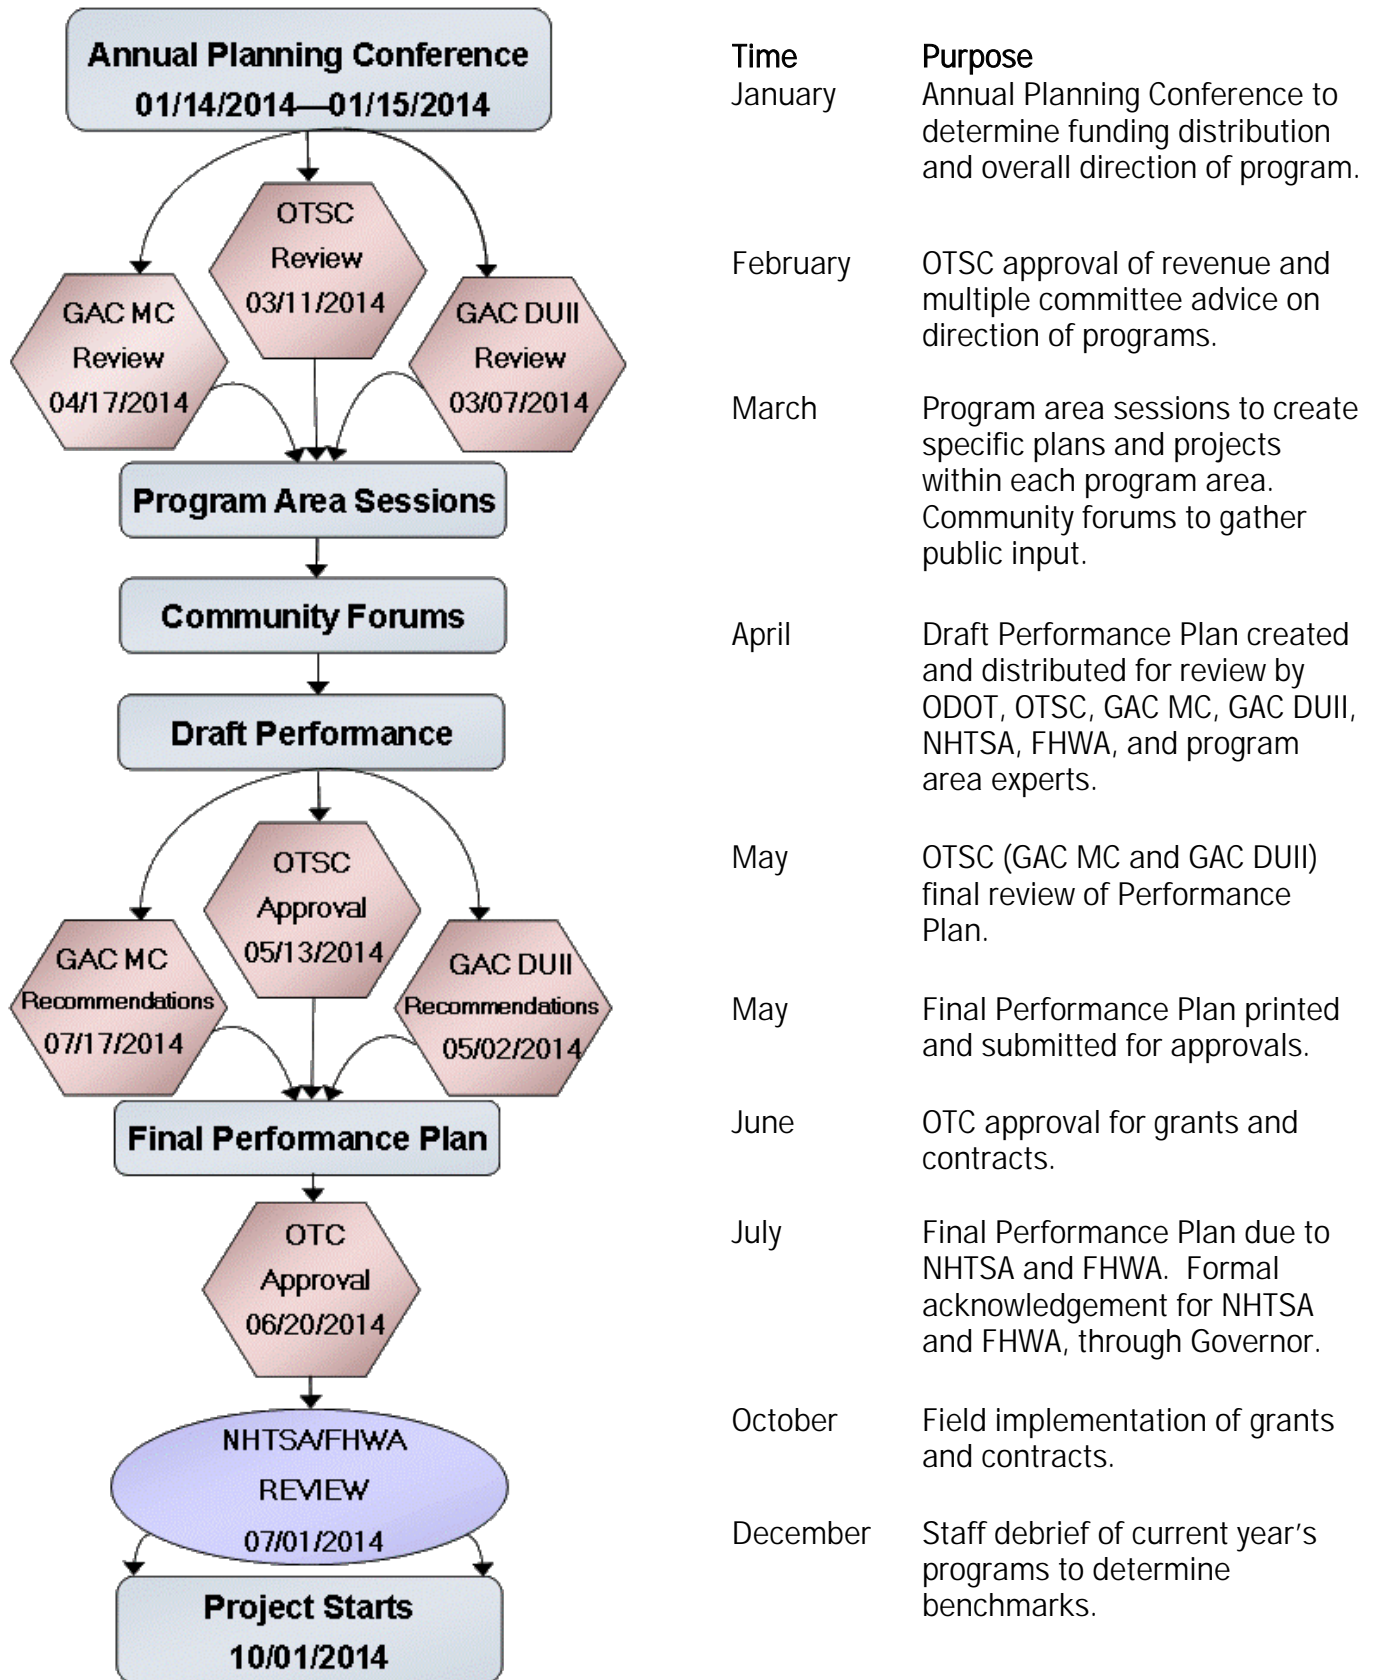 Annual Planning Conference
01/14/2014—01/15/2014
OTSC
Review
03/11/2014
GAC MC
Review
04/17/2014
GAC DUII
Review
03/07/2014
Program Area Sessions
Community Forums
Draft Performance
OTSC
Approval
05/13/2014
GAC MC
Recommendations
07/17/2014
GAC DUII
Recommendations
05/02/2014
Final Performance Plan
OTC
Approval
06/20/2014
NHTSA/FHWA
REVIEW
07/01/2014
Project Starts
10/01/2014
Time Purpose
January Annual Planning Conference to
determine funding distribution
and overall direction of program.
February OTSC approval of revenue and
multiple committee advice on
direction of programs.
March Program area sessions to create
specific plans and projects
within each program area.
Community forums to gather
public input.
April Draft Performance Plan created
and distributed for review by
ODOT, OTSC, GAC MC, GAC DUII,
NHTSA, FHWA, and program
area experts.
May OTSC (GAC MC and GAC DUII)
final review of Performance
Plan.
May Final Performance Plan printed
and submitted for approvals.
June OTC approval for grants and
contracts.
July Final Performance Plan due to
NHTSA and FHWA. Formal
acknowledgement for NHTSA
and FHWA, through Governor.
October Field implementation of grants
and contracts.
December Staff debrief of current year's
programs to determine
benchmarks.